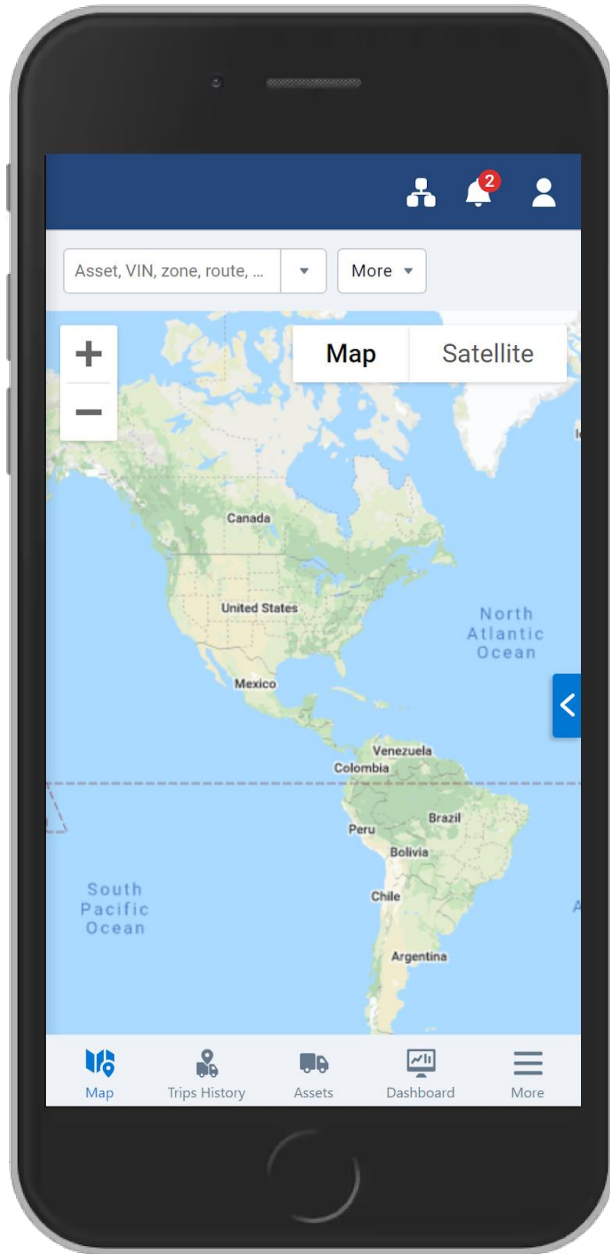 2
Asset, VIN, zone, route, ...
More
Map
Satellite
Canada
United States
North
Atlantic
Ocean
Mexico
Venezuela
Colombia
Brazil
Peru
Bolivia
South
Pacific
Ocean
Chile
Argentina
Map
Trips History
Assets
Dashboard
More